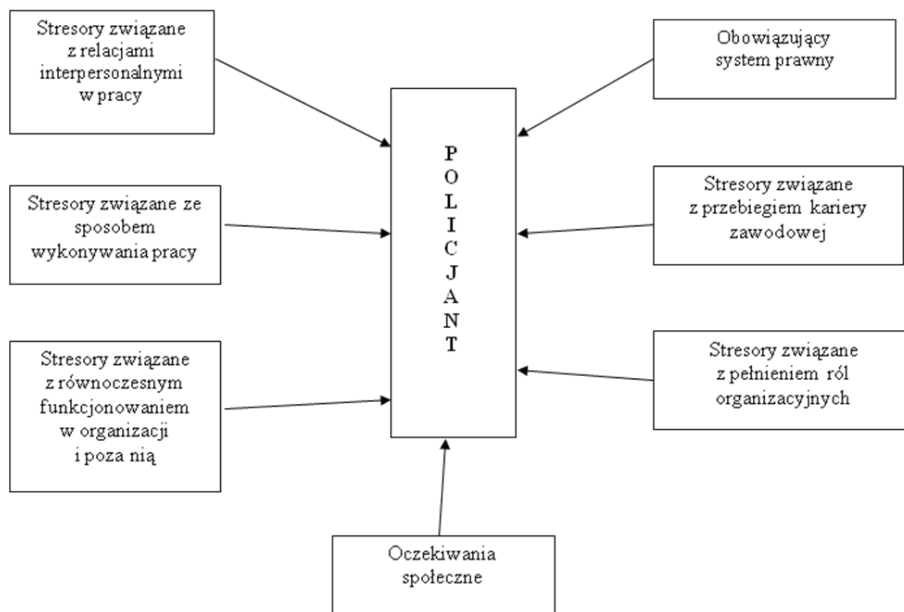 Stresory związane
z relacjami
interpersonalnymi
w pracy
Obowiązujący
system prawny
P
O
L
I
C
J
A
N
T
Stresory związane ze
sposobem
wykonywania pracy
Stresory związane
z przebiegiem kariery
zawodowej
Stresory związane
z równoczesnym
funkcjonowaniem
w organizacji
i poza nią
Stresory związane
z pełnieniem ról
organizacyjnych
Oczekiwania
społeczne